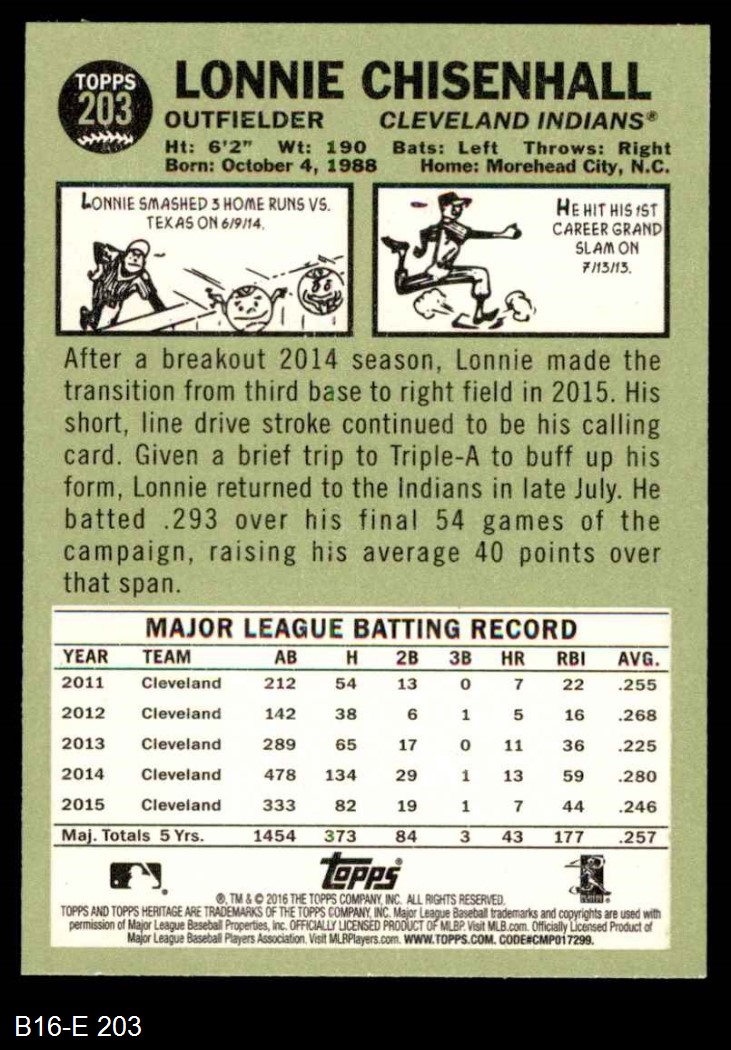 TOPPS
203
LONNIE CHISENHALL
OUTFIELDER CLEVELAND INDIANS®
Ht: 6'2" Wt: 190 Bats: Left Throws: Right
Born: October 4, 1988 Home: Morehead City, N.C.
LONNIE SMASHED 3 HOME RUNS VS.
TEXAS ON 6/9/14.
HE HIT HIS 1ST
CAREER GRAND
SLAM ON
7/13/13.
After a breakout 2014 season, Lonnie made the
transition from third base to right field in 2015. His
short, line drive stroke continued to be his calling
card. Given a brief trip to Triple-A to buff up his
form, Lonnie returned to the Indians in late July. He
batted .293 over his final 54 games of the
campaign, raising his average 40 points over
that span.
MAJOR LEAGUE BATTING RECORD
YEAR TEAM AB H 2B 3B HR RBI AVG.
2011 Cleveland 212 54 13 0 7 22 .255
2012 Cleveland 142 38 6 1 5 16 .268
2013 Cleveland 289 65 17 0 11 36 .225
2014 Cleveland 478 134 29 1 13 59 .280
2015 Cleveland 333 82 19 1 7 44 .246
Maj. Totals 5 Yrs. 1454 373 84 3 43 177 .257
topps®
®, TM & © 2016 THE TOPPS COMPANY, INC. ALL RIGHTS RESERVED.
TOPPS AND TOPPS HERITAGE ARE TRADEMARKS OF THE TOPPS COMPANY, INC. Major League Baseball trademarks and copyrights are used with
permission of Major League Baseball Properties, Inc. OFFICIALLY LICENSED PRODUCT OF MLBP. Visit MLB.com. Officially Licensed Product of
Major League Baseball Players Association. Visit MLBPlayers.com. WWW.TOPPS.COM. CODE#CMP017299.
B16-E 203